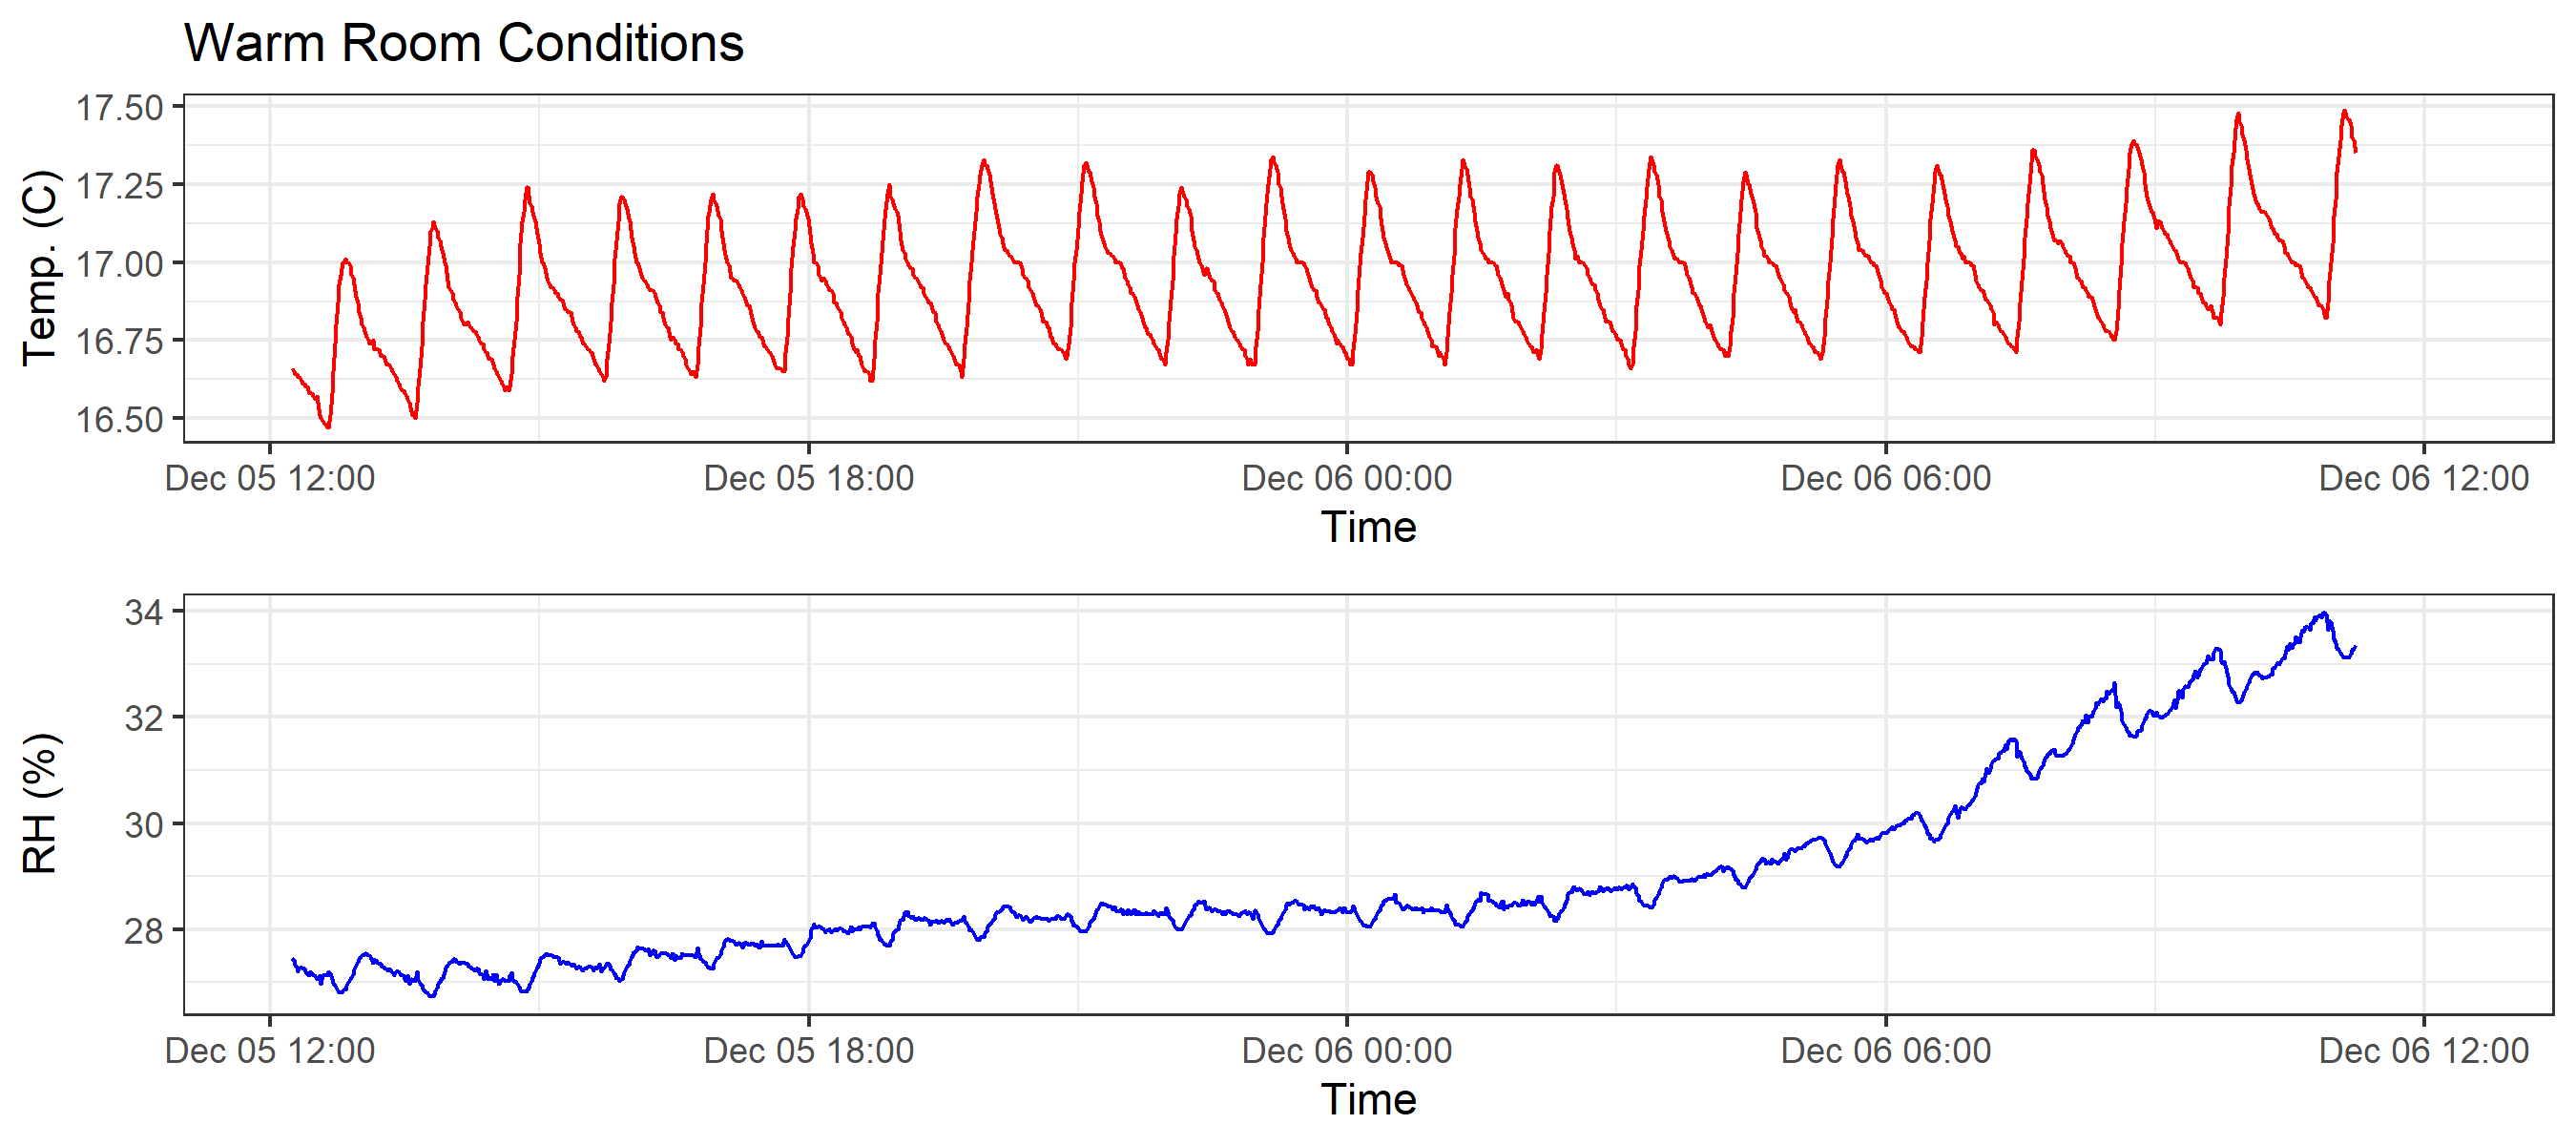 Warm Room Conditions
Temp. (C)
17.50
17.25
17.00
16.75
16.50
Dec 05 12:00 Dec 05 18:00 Dec 06 00:00 Dec 06 06:00 Dec 06 12:00
Time
RH (%)
34
32
30
28
Dec 05 12:00 Dec 05 18:00 Dec 06 00:00 Dec 06 06:00 Dec 06 12:00
Time